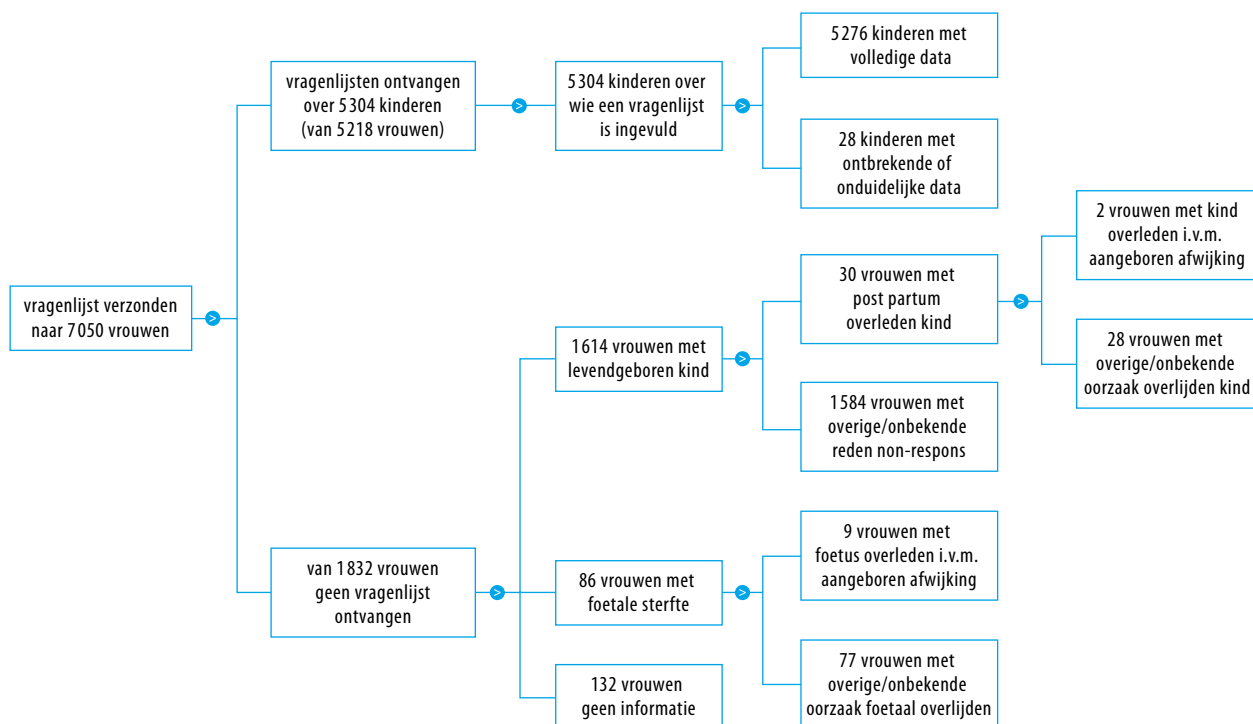 vragenlijst verzonden
naar 7050 vrouwen
vragenlijsten ontvangen
over 5304 kinderen
(van 5218 vrouwen)
5304 kinderen over
wie een vragenlijst
is ingevuld
5276 kinderen met
volledige data
28 kinderen met
ontbrekende of
onduidelijke data
van 1832 vrouwen
geen vragenlijst
ontvangen
1614 vrouwen met
levendgeboren kind
30 vrouwen met
post partum
overleden kind
2 vrouwen met kind
overleden i.v.m.
aangeboren afwijking
28 vrouwen met
overige/onbekende
oorzaak overlijden kind
1584 vrouwen met
overige/onbekende
reden non-respons
86 vrouwen met
foetale sterfte
9 vrouwen met
foetus overleden i.v.m.
aangeboren afwijking
77 vrouwen met
overige/onbekende
oorzaak foetaal overlijden
132 vrouwen
geen informatie